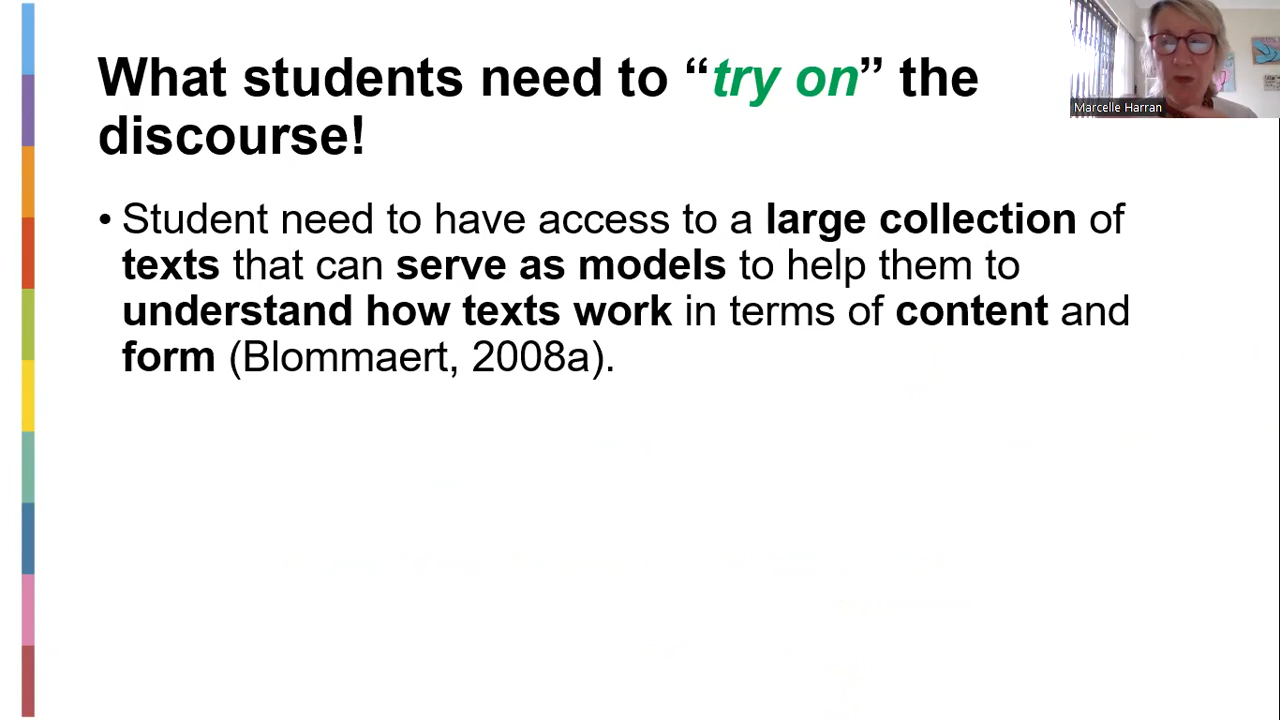 What students need to “try on” the
discourse!
• Student need to have access to a large collection of
texts that can serve as models to help them to
understand how texts work in terms of content and
form (Blommaert, 2008a).
Marcelle Harran